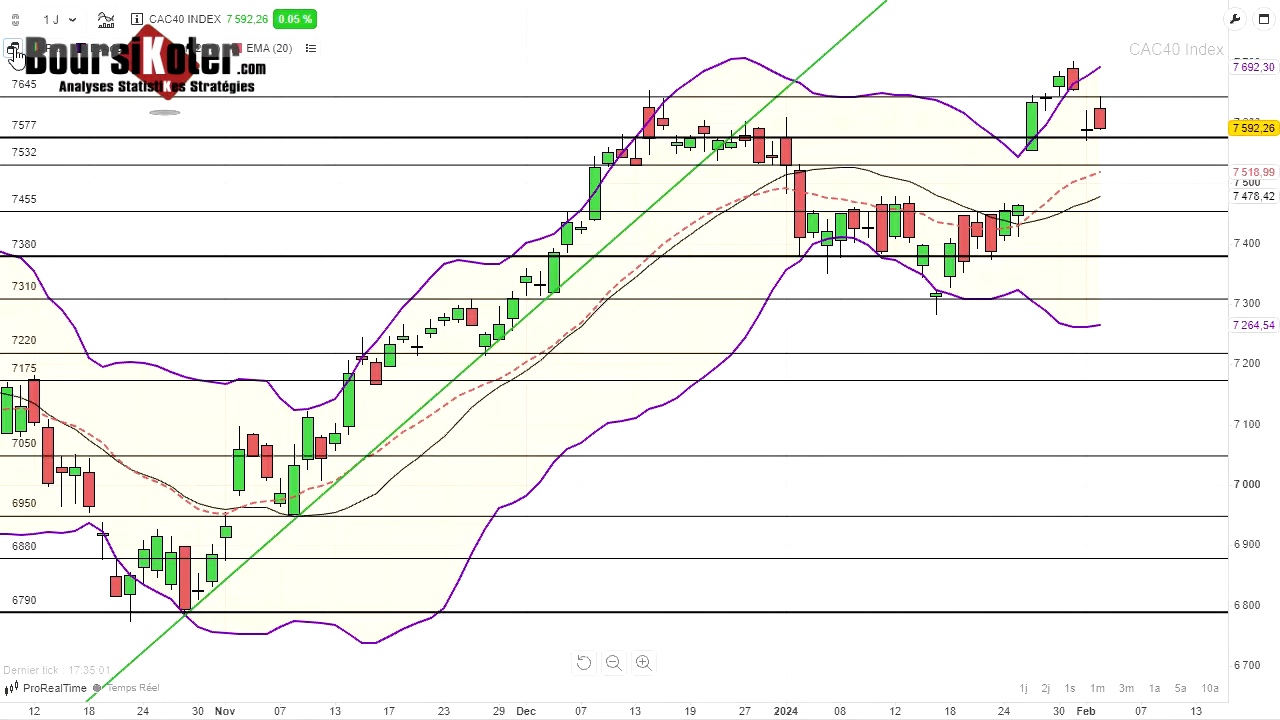 1 J CAC40 INDEX 7 592,26 0.05 %
EMA (20)
BoursiKoter.com
Analyses StatistiKes Stratégies
CAC40 Index
7645
7577
7532
7455
7380
7310
7220
7175
7050
6950
6880
6790
7 692,30
7 592,26
7 518,99
7 500
7 478,42
7 400
7 300
7 264,54
7 200
7 100
7 000
6 900
6 800
6 700
Dernier tick : 17:35:01
ProRealTime Temps Réel
1j 2j 1s 1m 3m 1a 5a 10a
12 18 24 30 Nov 07 13 17 23 Dec 07 13 19 27 2024 08 12 18 24 30 Feb 07 13